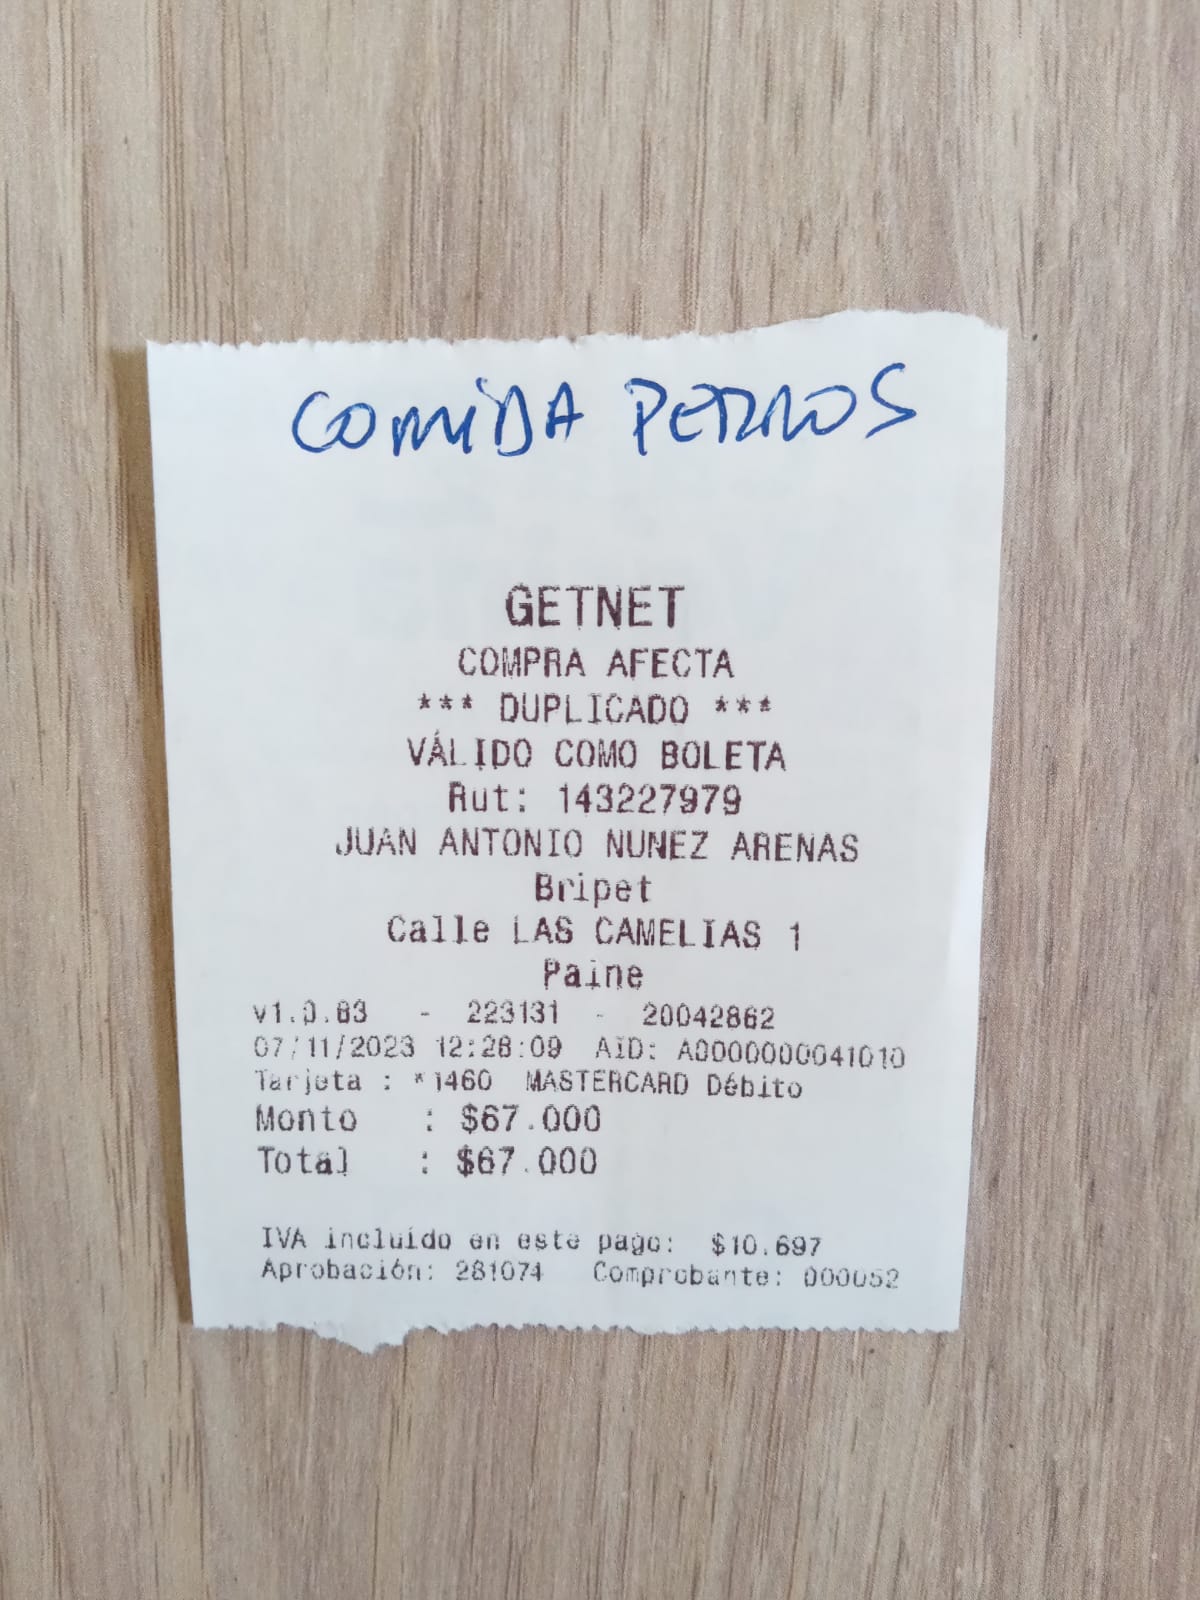 COMIDA PERROS
GETNET
COMPRA AFECTA
*** DUPLICADO ***
VÁLIDO COMO BOLETA
Rut: 143227979
JUAN ANTONIO NUNEZ ARENAS
Bripet
Calle LAS CAMELIAS 1
Paine
v1.0.83 - 223131 - 20042862
07/11/2023 12:28:09 AID: A0000000041010
Tarjeta : *1460 MASTERCARD Débito
Monto : $67.000
Total : $67.000
IVA incluido en este pago: $10.697
Aprobación: 281074 Comprobante: 000052